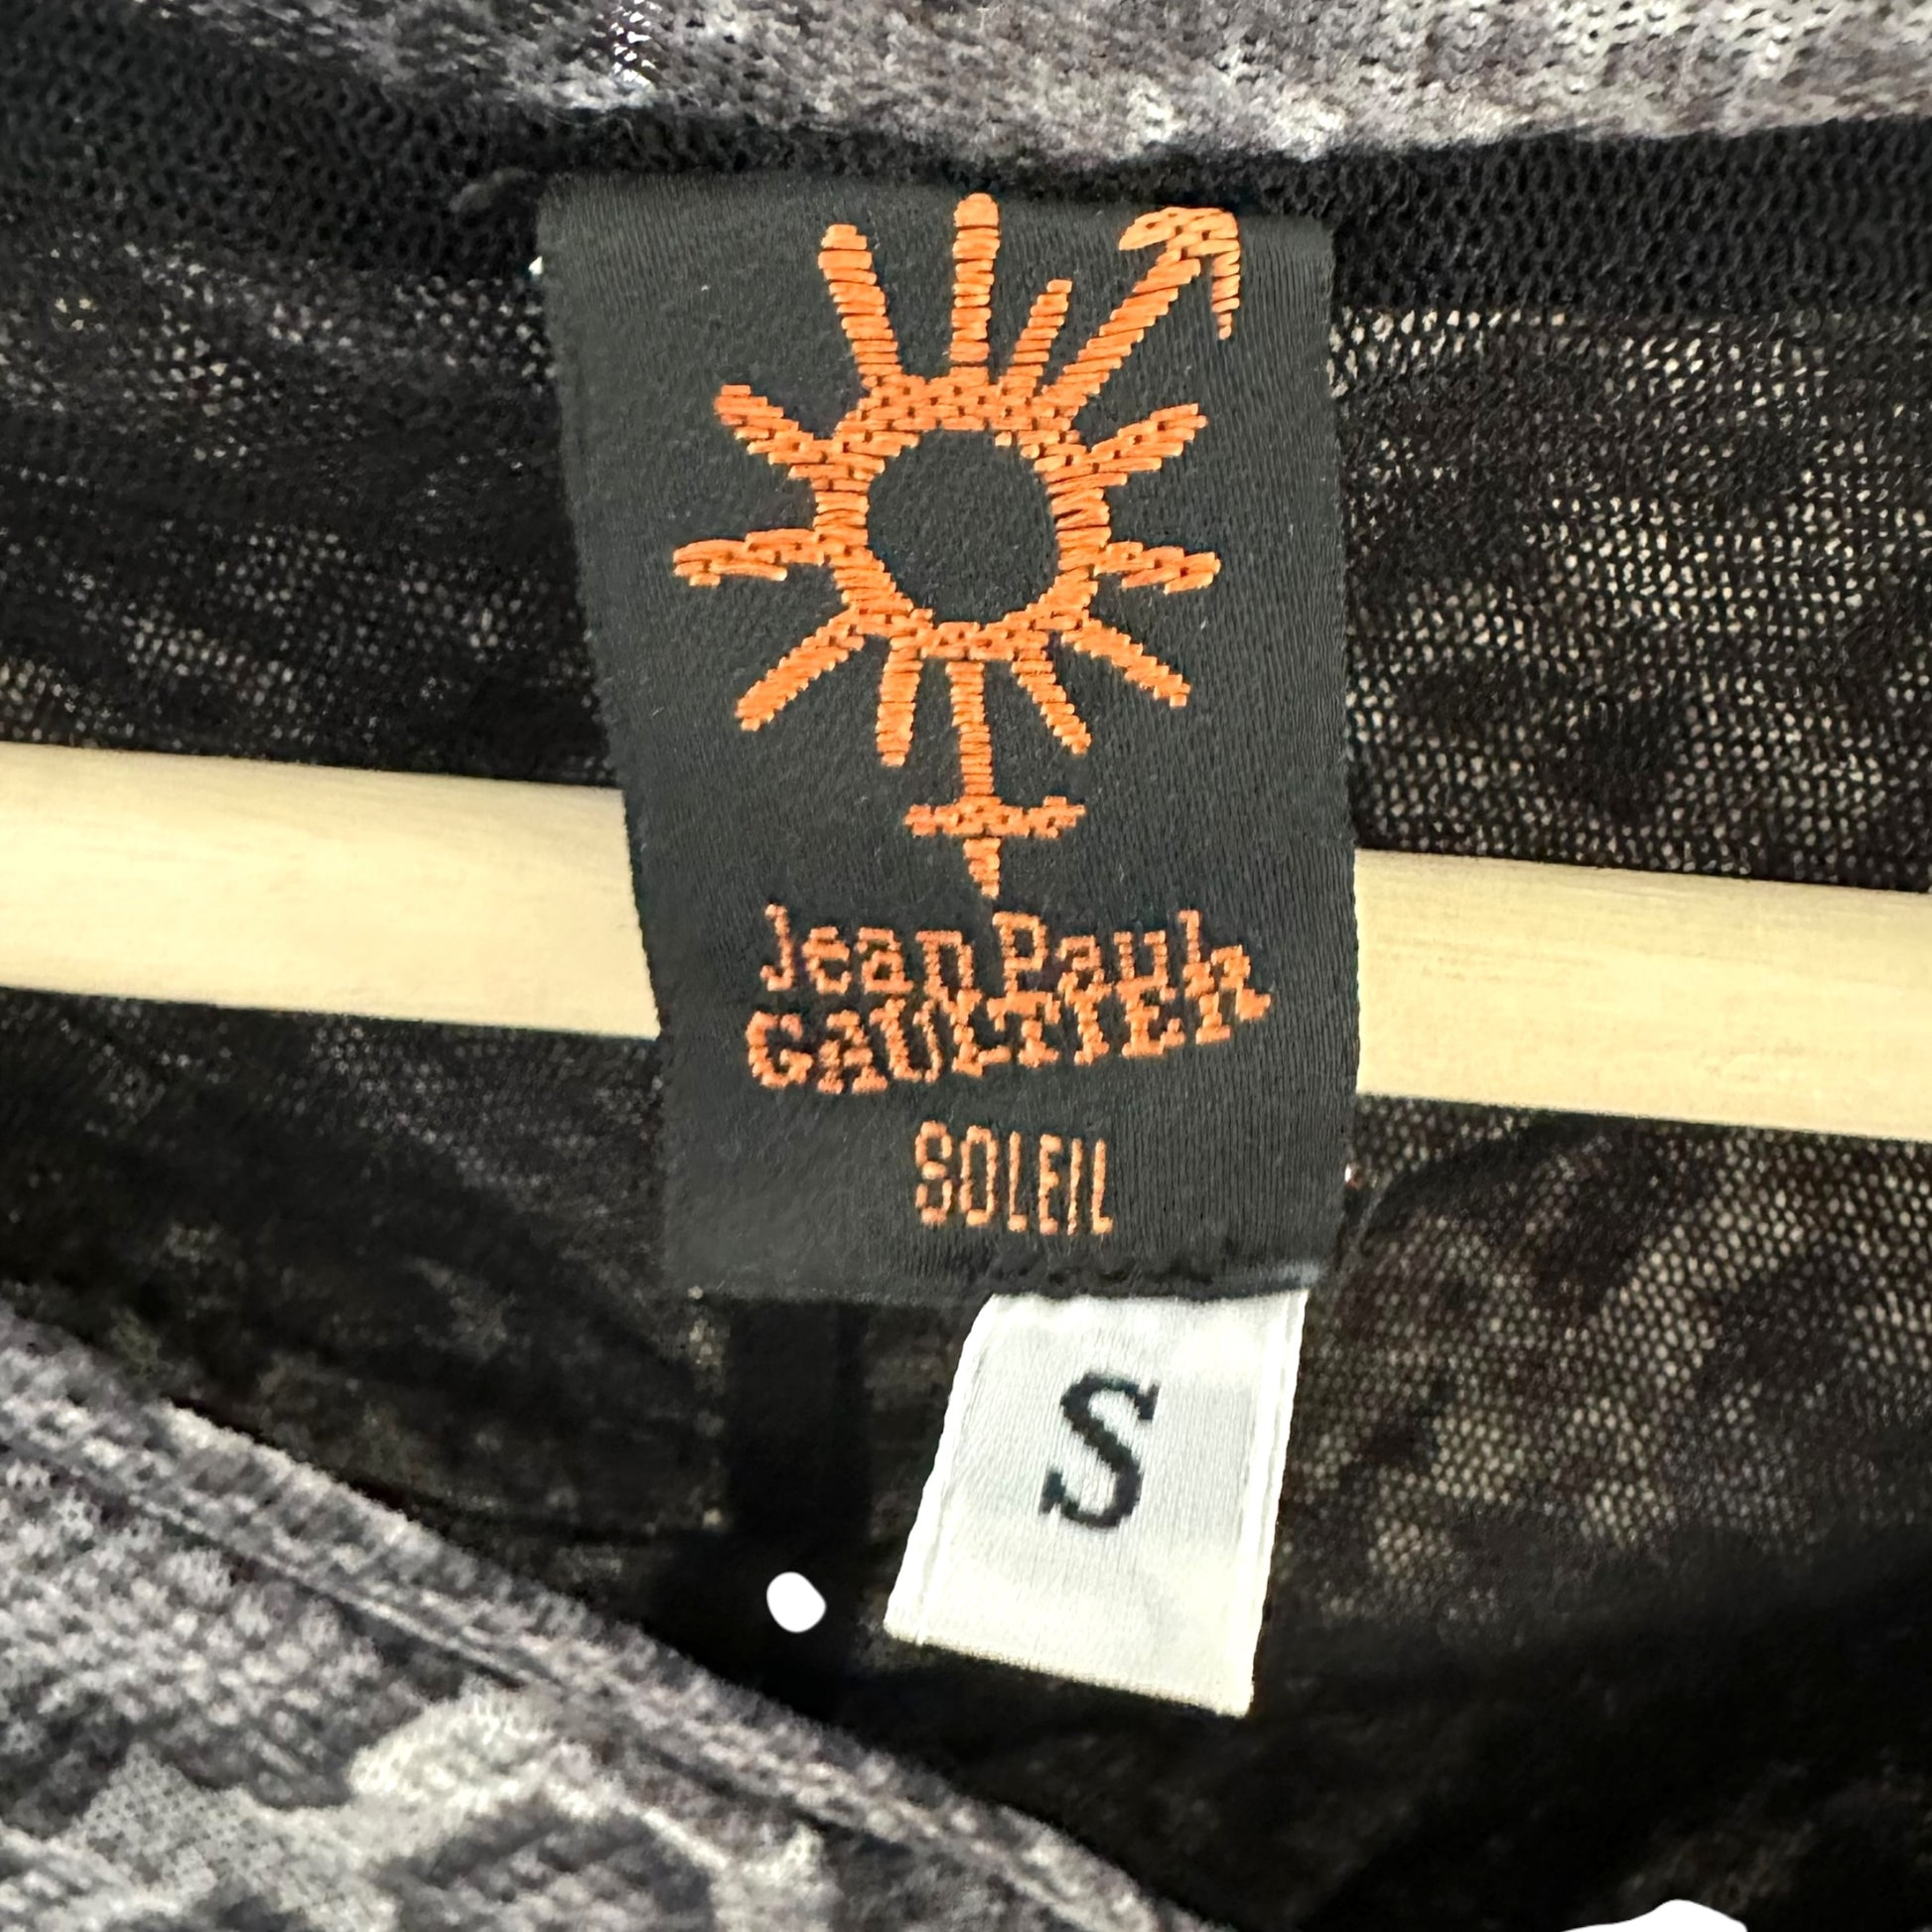 Jean Paul
GAULTIER
SOLEIL
S